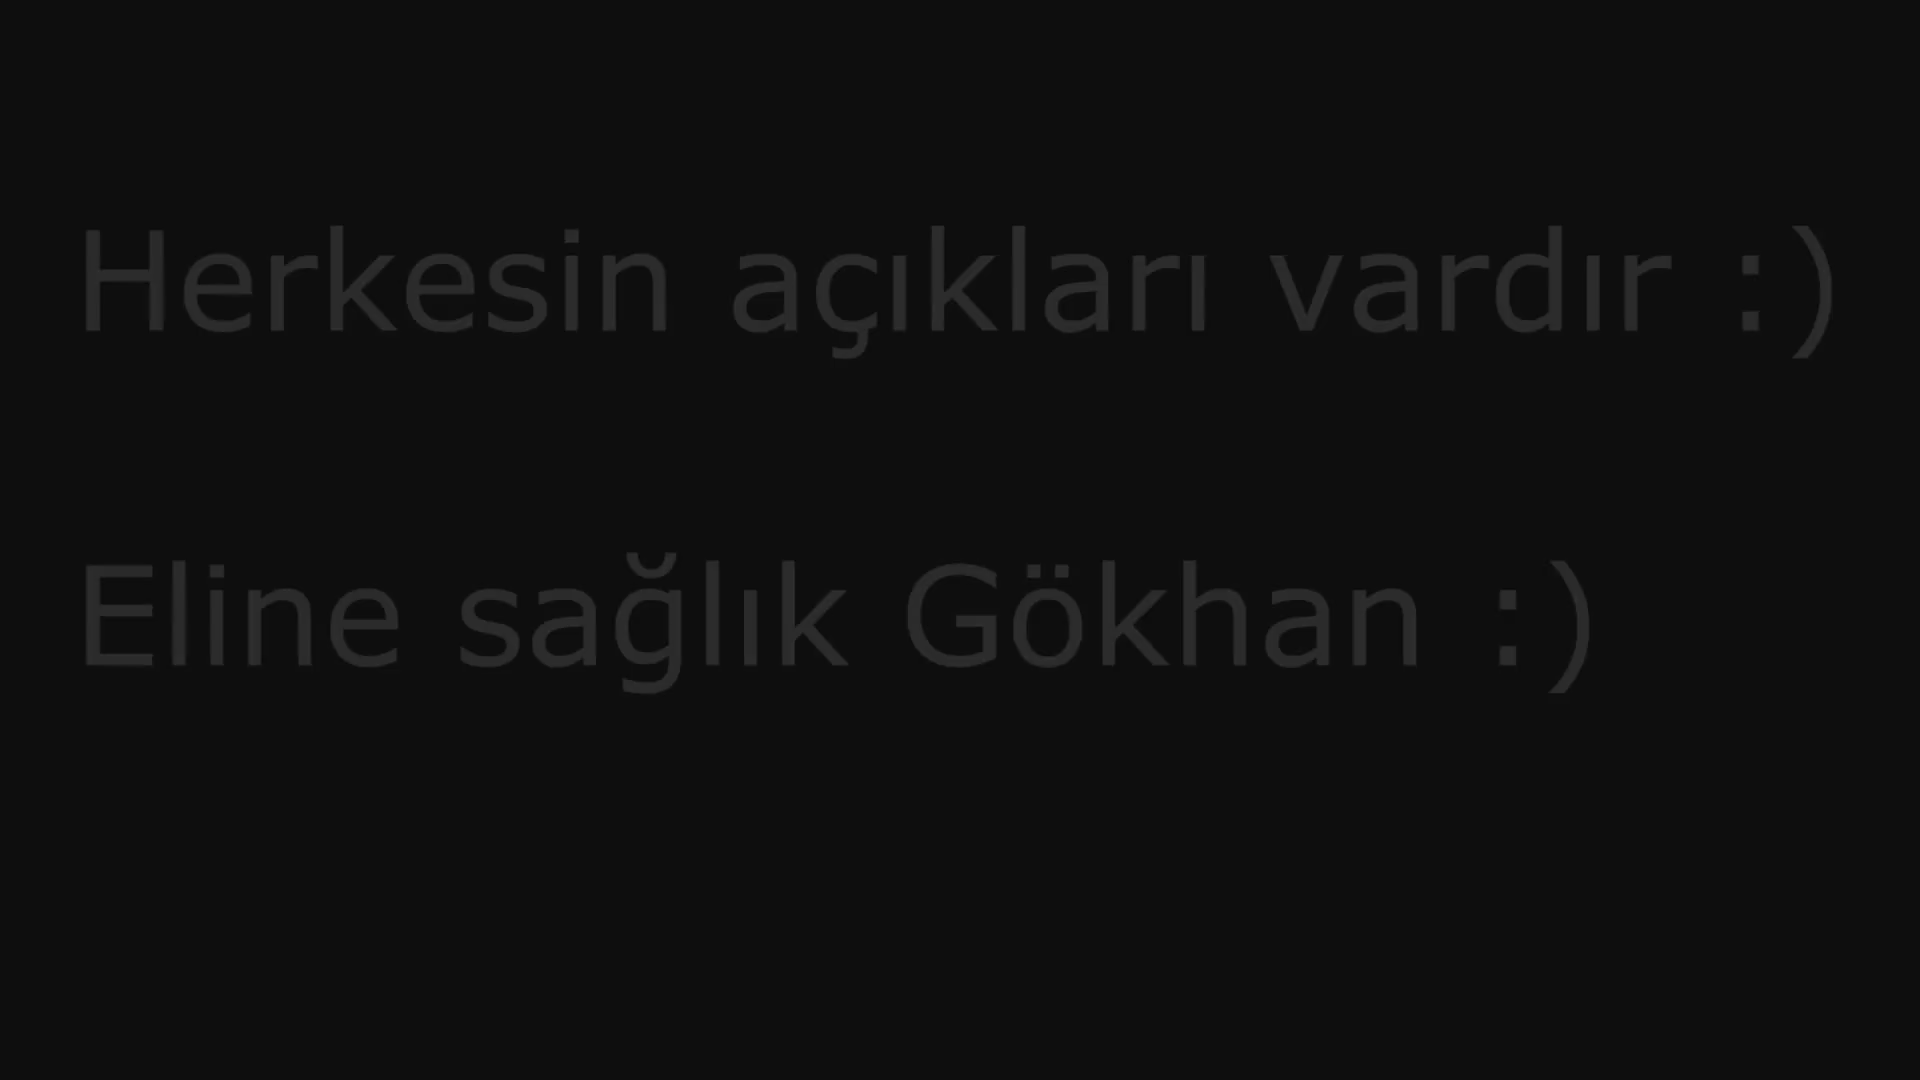 Herkesin açıkları vardır :)
Eline sağlık Gökhan :)